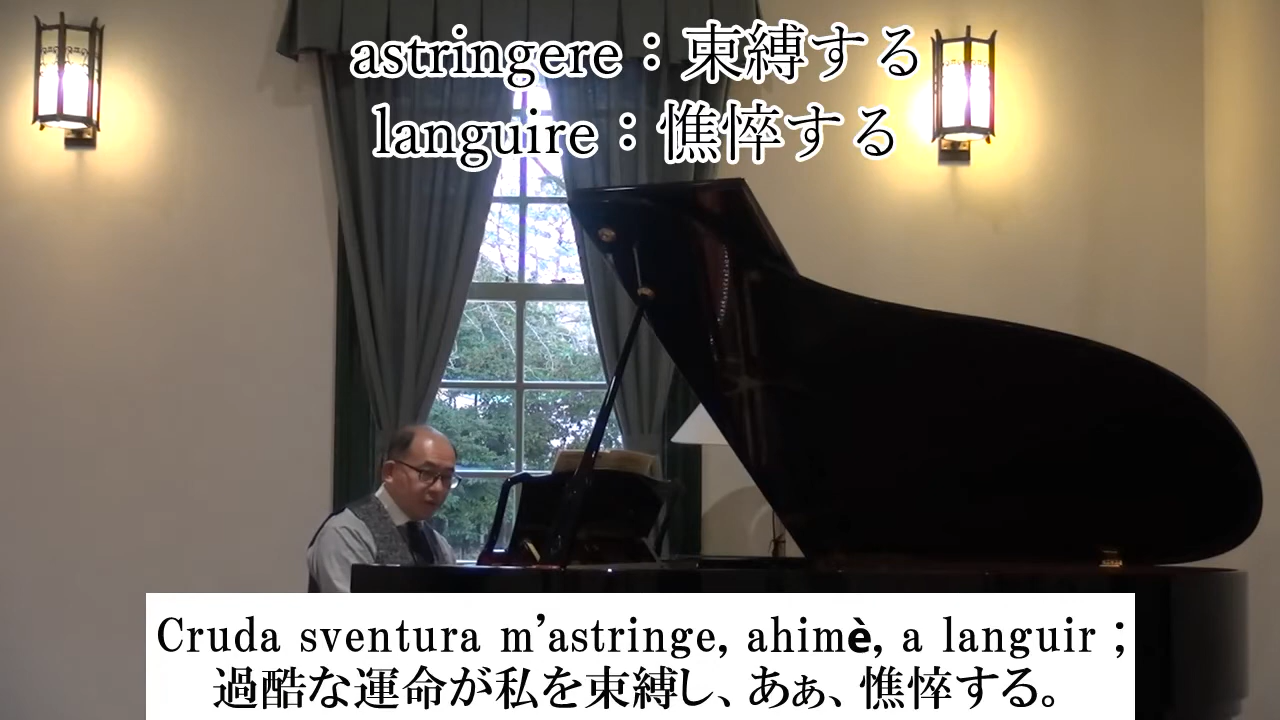 astringere：束縛する
languire：憔悴する
Cruda sventura m’astringe, ahimè, a languir ;
過酷な運命が私を束縛し、あぁ、憔悴する。